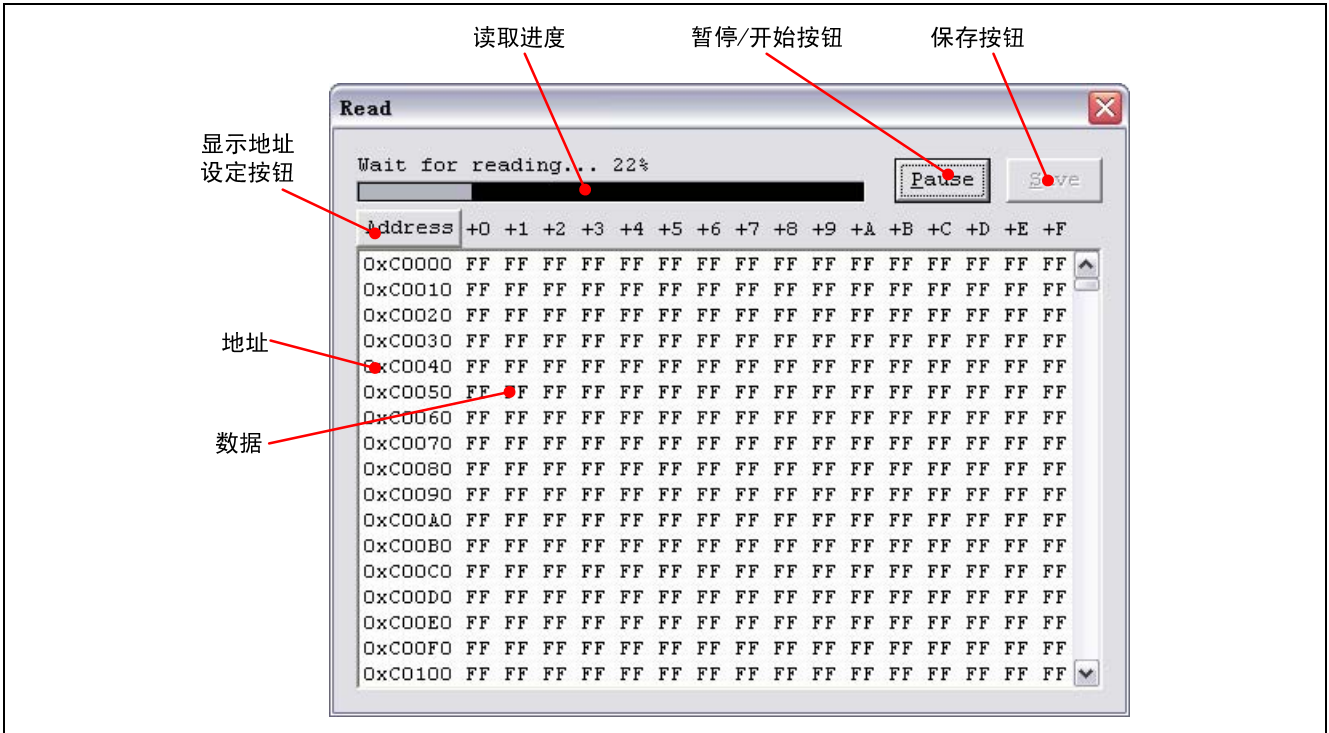 读取进度 暂停/开始按钮 保存按钮
Read
显示地址
设定按钮
Wait for reading... 22%
Pause Save
Address +0 +1 +2 +3 +4 +5 +6 +7 +8 +9 +A +B +C +D +E +F
0xC0000 FF FF FF FF FF FF FF FF FF FF FF FF FF FF FF FF
0xC0010 FF FF FF FF FF FF FF FF FF FF FF FF FF FF FF FF
0xC0020 FF FF FF FF FF FF FF FF FF FF FF FF FF FF FF FF
地址
0xC0030 FF FF FF FF FF FF FF FF FF FF FF FF FF FF FF FF
0xC0040 FF FF FF FF FF FF FF FF FF FF FF FF FF FF FF FF
0xC0050 FF FF FF FF FF FF FF FF FF FF FF FF FF FF FF FF
0xC0060 FF FF FF FF FF FF FF FF FF FF FF FF FF FF FF FF
数据
0xC0070 FF FF FF FF FF FF FF FF FF FF FF FF FF FF FF FF
0xC0080 FF FF FF FF FF FF FF FF FF FF FF FF FF FF FF FF
0xC0090 FF FF FF FF FF FF FF FF FF FF FF FF FF FF FF FF
0xC00A0 FF FF FF FF FF FF FF FF FF FF FF FF FF FF FF FF
0xC00B0 FF FF FF FF FF FF FF FF FF FF FF FF FF FF FF FF
0xC00C0 FF FF FF FF FF FF FF FF FF FF FF FF FF FF FF FF
0xC00D0 FF FF FF FF FF FF FF FF FF FF FF FF FF FF FF FF
0xC00E0 FF FF FF FF FF FF FF FF FF FF FF FF FF FF FF FF
0xC00F0 FF FF FF FF FF FF FF FF FF FF FF FF FF FF FF FF
0xC0100 FF FF FF FF FF FF FF FF FF FF FF FF FF FF FF FF